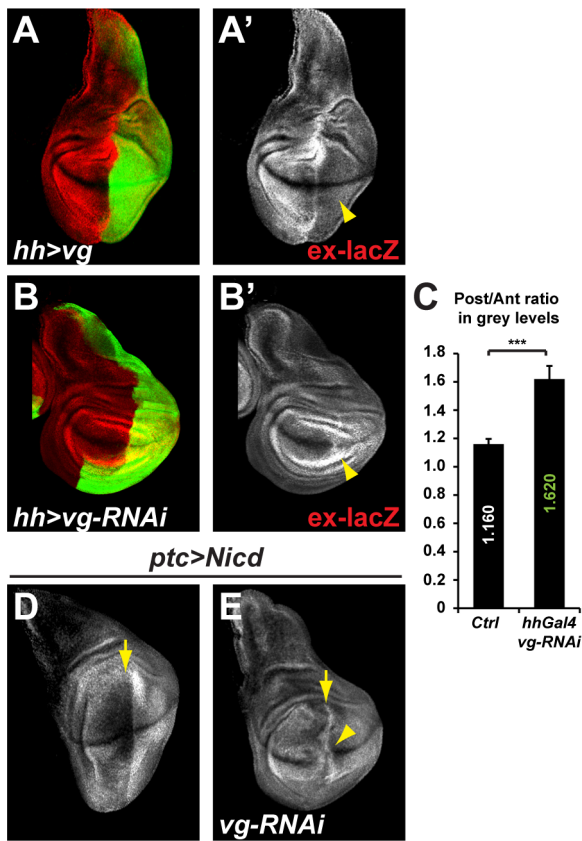 A
A’
hh>vg
ex-lacZ
B
B’
hh>vg-RNAi
ex-lacZ
C
Post/Ant ratio
in grey levels
***
1.8
1.6
1.4
1.2
1
0.8
0.6
0.4
0.2
0
1.160
1.620
Ctrl
hhGal4
vg-RNAi
ptc>Nicd
D
E
vg-RNAi